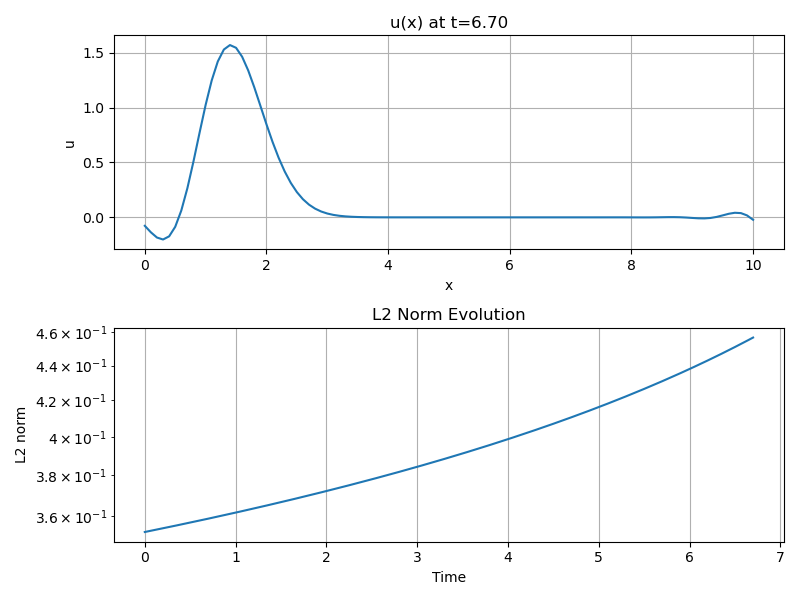 u(x) at t=6.70
u
1.5
1.0
0.5
0.0
0 2 4 6 8 10
x
L2 Norm Evolution
L2 norm
4.6 × 10⁻¹
4.4 × 10⁻¹
4.2 × 10⁻¹
4 × 10⁻¹
3.8 × 10⁻¹
3.6 × 10⁻¹
0 1 2 3 4 5 6 7
Time